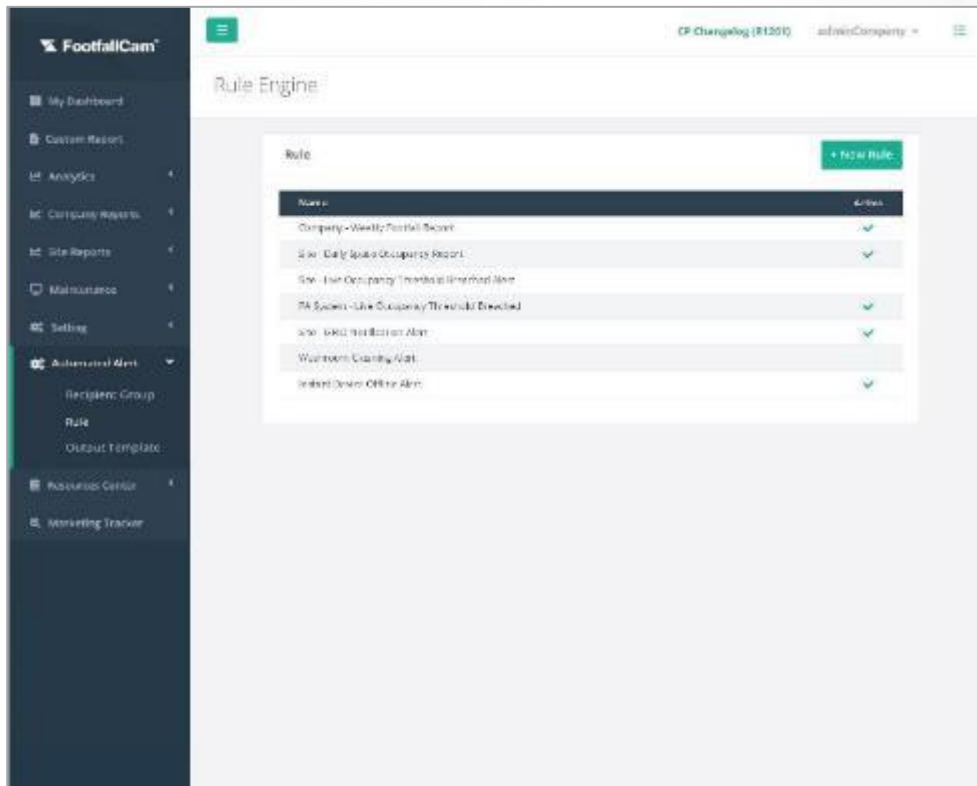 FootfallCam™
CP Changelog (R1201)
adminCompany
Rule Engine
My Dashboard
Custom Report
Analytics
Company Reports
Site Reports
Maintenance
Setting
Automated Alert
Recipient Group
Rule
Output Template
Resources Center
Marketing Tracker
Rule
+ New Rule
Name
Active
Company - Weekly Footfall Report
Site - Daily Space Occupancy Report
Site - Live Occupancy Threshold Breached Alert
PA System - Live Occupancy Threshold Breached
Site - Notification Alert
Washroom Cleaning Alert
Instant Device Offline Alert